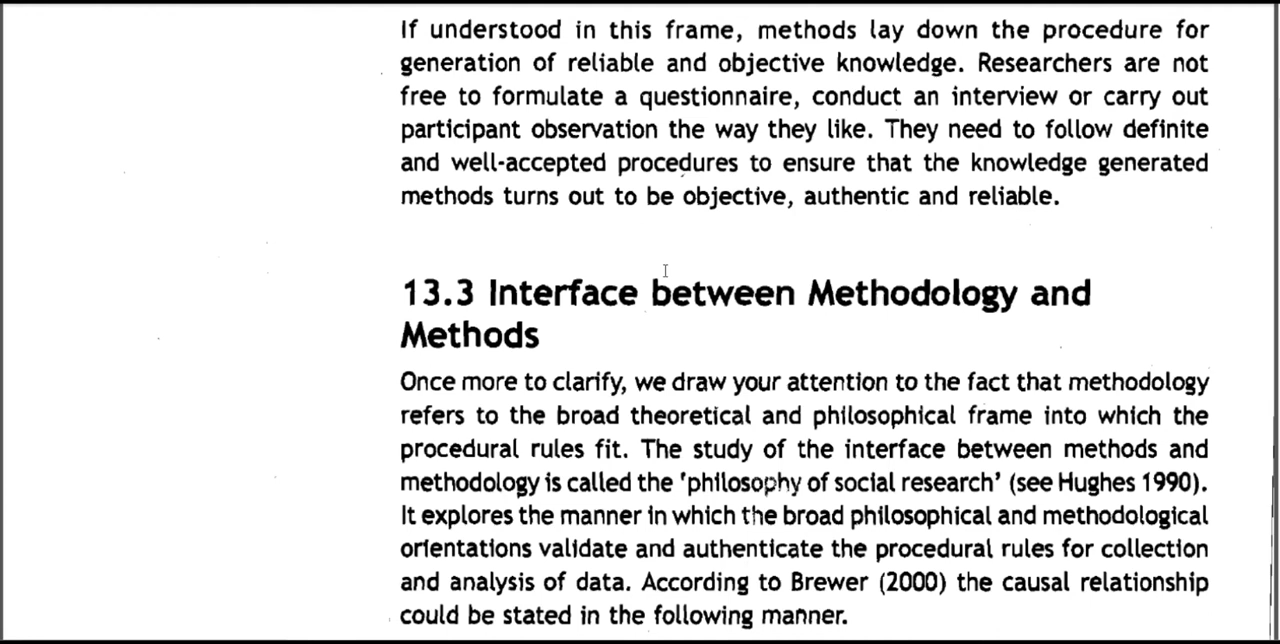 If understood in this frame, methods lay down the procedure for
generation of reliable and objective knowledge. Researchers are not
free to formulate a questionnaire, conduct an interview or carry out
participant observation the way they like. They need to follow definite
and well-accepted procedures to ensure that the knowledge generated
methods turns out to be objective, authentic and reliable.
13.3 Interface between Methodology and
Methods
Once more to clarify, we draw your attention to the fact that methodology
refers to the broad theoretical and philosophical frame into which the
procedural rules fit. The study of the interface between methods and
methodology is called the 'philosophy of social research' (see Hughes 1990).
It explores the manner in which the broad philosophical and methodological
orientations validate and authenticate the procedural rules for collection
and analysis of data. According to Brewer (2000) the causal relationship
could be stated in the following manner.